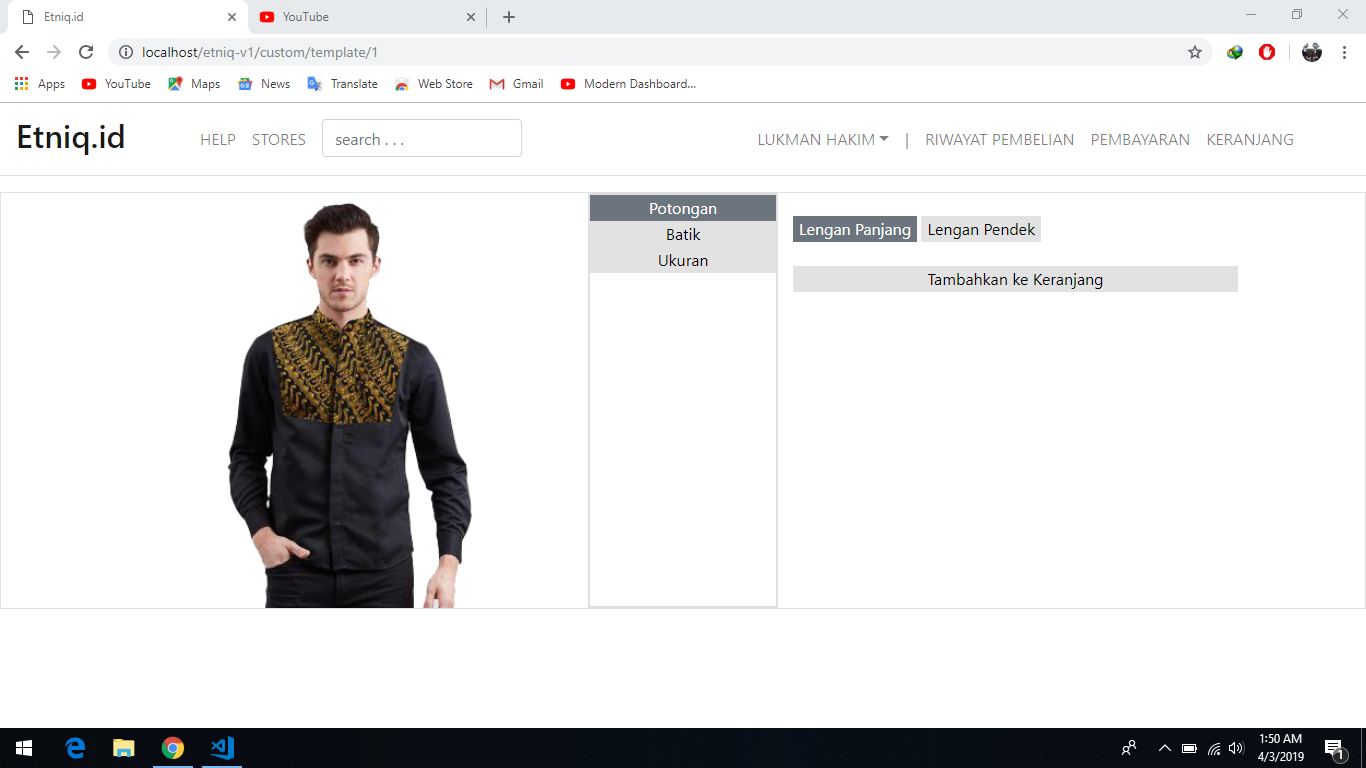 Etniq.id
YouTube
localhost/etniq-v1/custom/template/1
Apps YouTube Maps News Translate Web Store Gmail Modern Dashboard...
Etniq.id HELP STORES search . . . LUKMAN HAKIM | RIWAYAT PEMBELIAN PEMBAYARAN KERANJANG
Potongan
Batik
Ukuran
Lengan Panjang Lengan Pendek
Tambahkan ke Keranjang
1:50 AM
4/3/2019
1